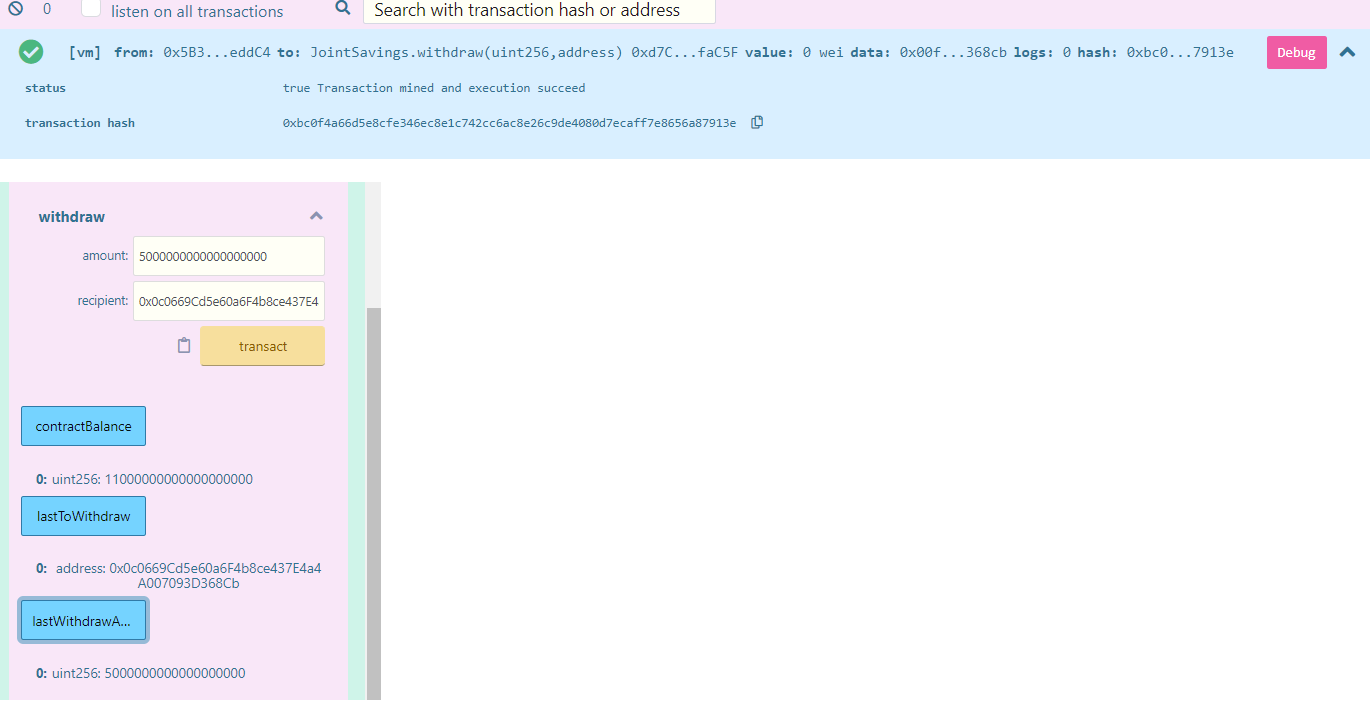 0 listen on all transactions Search with transaction hash or address
[vm] from: 0x5B3...eddC4 to: JointSavings.withdraw(uint256,address) 0xd7C...faC5F value: 0 wei data: 0x00f...368cb logs: 0 hash: 0xbc0...7913e Debug
status true Transaction mined and execution succeed
transaction hash 0xbc0f4a66d5e8cfe346ec8e1c742cc6ac8e26c9de4080d7ecaff7e8656a87913e
withdraw
amount: 5000000000000000000
recipient: 0x0c0669Cd5e60a6F4b8ce437E4
transact
contractBalance
0: uint256: 11000000000000000000
lastToWithdraw
0: address: 0x0c0669Cd5e60a6F4b8ce437E4a4
A007093D368Cb
lastWithdrawA...
0: uint256: 5000000000000000000